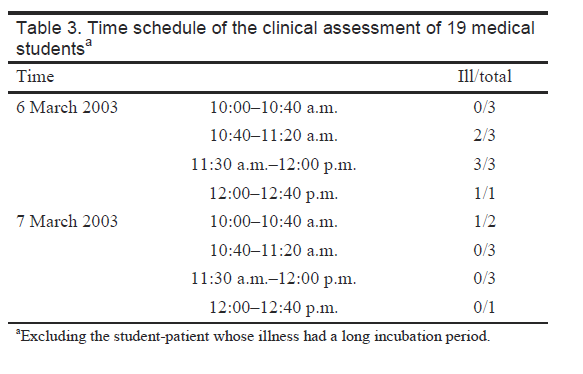 Table 3. Time schedule of the clinical assessment of 19 medical
studentsa
Time Ill/total
6 March 2003 10:00–10:40 a.m. 0/3
10:40–11:20 a.m. 2/3
11:30 a.m.–12:00 p.m. 3/3
12:00–12:40 p.m. 1/1
7 March 2003 10:00–10:40 a.m. 1/2
10:40–11:20 a.m. 0/3
11:30 a.m.–12:00 p.m. 0/3
12:00–12:40 p.m. 0/1
aExcluding the student-patient whose illness had a long incubation period.